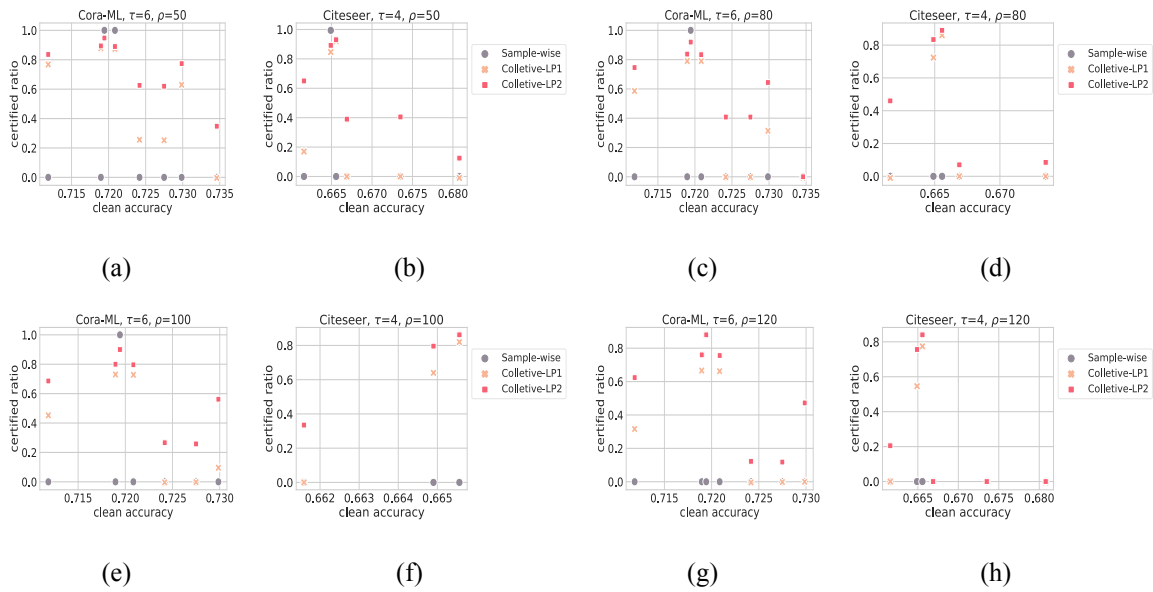 Cora-ML, τ=6, ρ=50
certified ratio
1.0
0.8
0.6
0.4
0.2
0.0
0.715 0.720 0.725 0.730 0.735
clean accuracy
(a)
Citeseer, τ=4, ρ=50
certified ratio
1.0
0.8
0.6
0.4
0.2
0.0
0.665 0.670 0.675 0.680
clean accuracy
Sample-wise
Colletive-LP1
Colletive-LP2
(b)
Cora-ML, τ=6, ρ=80
certified ratio
1.0
0.8
0.6
0.4
0.2
0.0
0.715 0.720 0.725 0.730
clean accuracy
(c)
Citeseer, τ=4, ρ=80
certified ratio
0.8
0.6
0.4
0.2
0.0
0.665 0.670
clean accuracy
Sample-wise
Colletive-LP1
Colletive-LP2
(d)
Cora-ML, τ=6, ρ=100
certified ratio
1.0
0.8
0.6
0.4
0.2
0.0
0.715 0.720 0.725 0.730
clean accuracy
(e)
Citeseer, τ=4, ρ=100
certified ratio
0.8
0.6
0.4
0.2
0.0
0.662 0.663 0.664 0.665
clean accuracy
Sample-wise
Colletive-LP1
Colletive-LP2
(f)
Cora-ML, τ=6, ρ=120
certified ratio
0.8
0.6
0.4
0.2
0.0
0.715 0.720 0.725 0.730
clean accuracy
(g)
Citeseer, τ=4, ρ=120
certified ratio
0.8
0.6
0.4
0.2
0.0
0.665 0.670 0.675 0.680
clean accuracy
Sample-wise
Colletive-LP1
Colletive-LP2
(h)